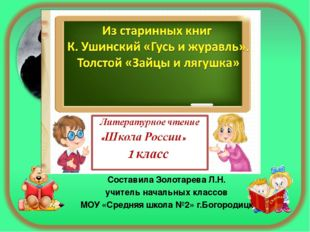 Из старинных книг
К. Ушинский «Гусь и журавль».
Толстой «Зайцы и лягушка»
Литературное чтение
«Школа России»
1 класс
Составила Золотарева Л.Н.
учитель начальных классов
МОУ «Средняя школа №2» г.Богородицк